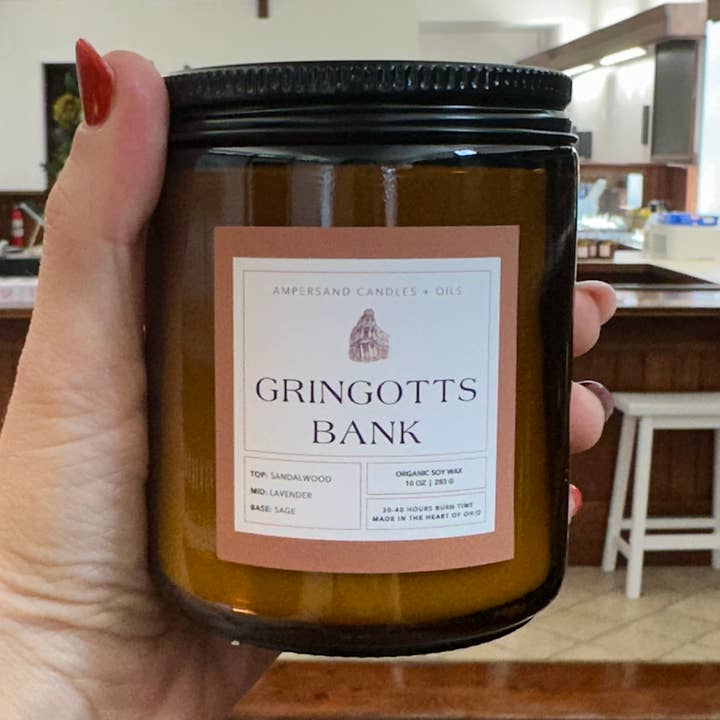 AMPERSAND CANDLES + OILS
GRINGOTTS
BANK
TOP: SANDALWOOD
MID: LAVENDER
BASE: SAGE
ORGANIC SOY WAX
10 OZ | 283 G
30-40 HOURS BURN TIME
MADE IN THE HEART OF OHIO